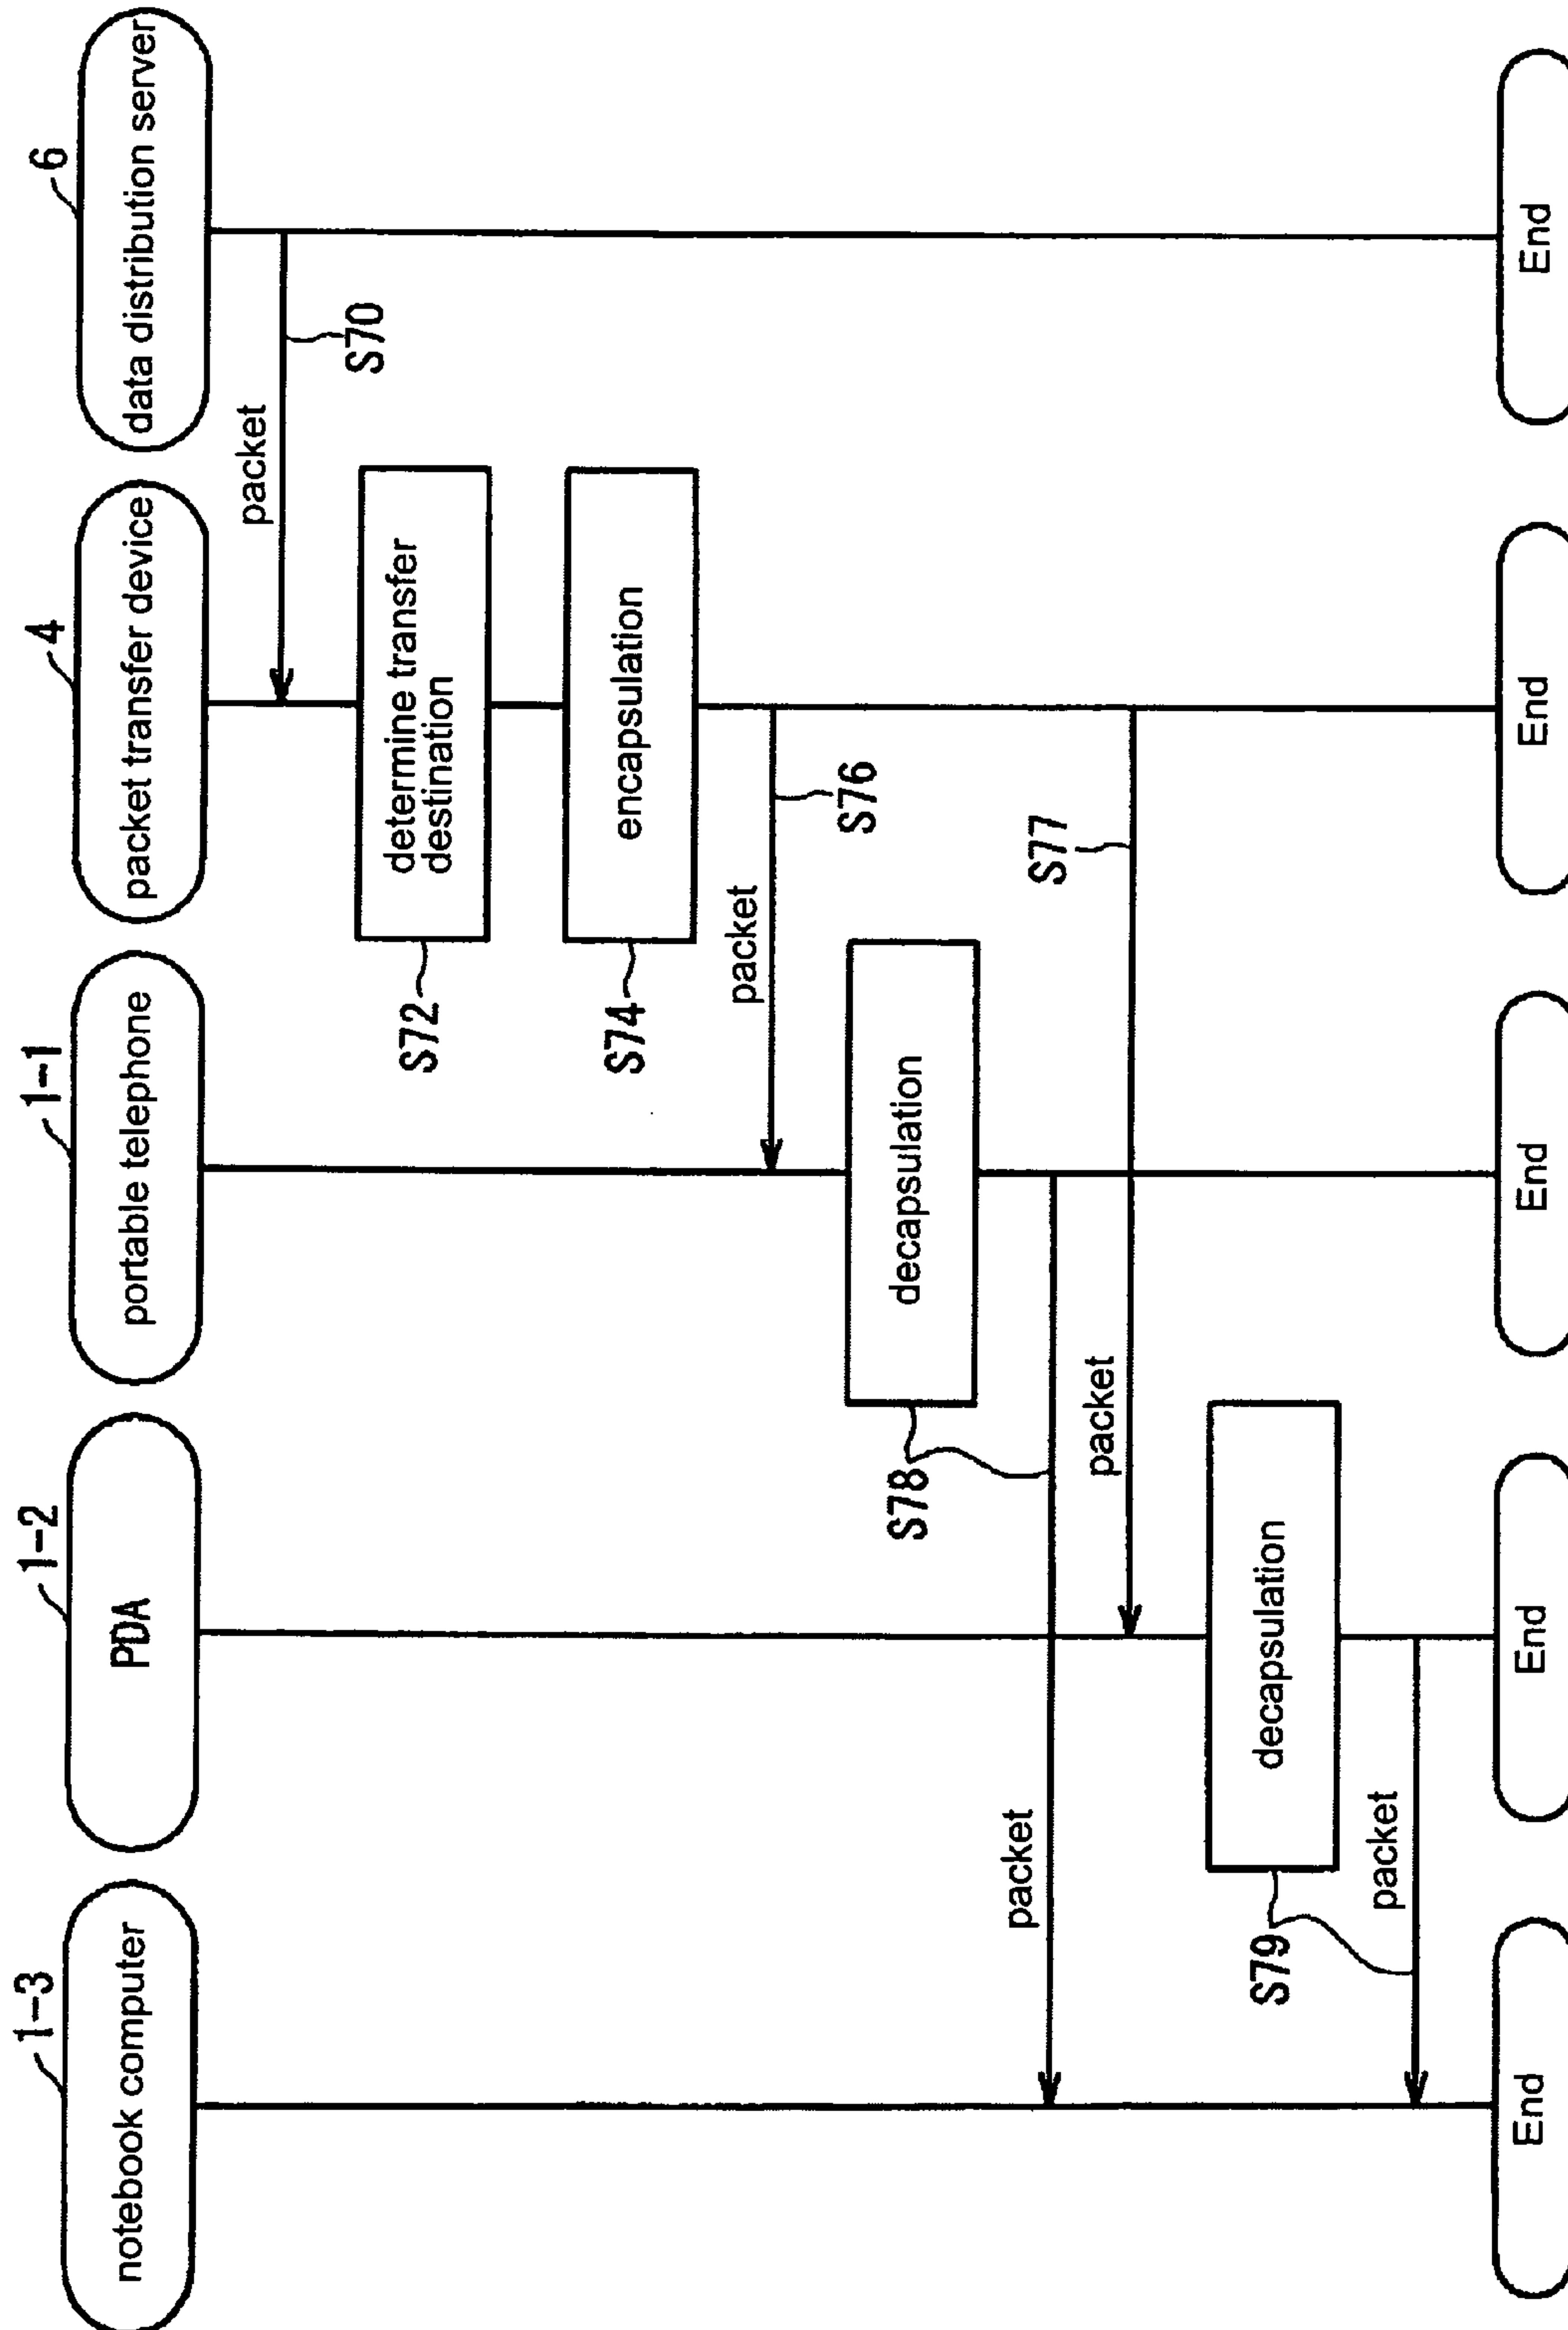 1-3
notebook computer
1-2
PDA
1-1
portable telephone
4
packet transfer device
6
data distribution server
packet
S70
determine transfer
destination
S72
encapsulation
S74
packet
S76
decapsulation
S78
packet
S77
packet
decapsulation
S79
packet
End
End
End
End
End